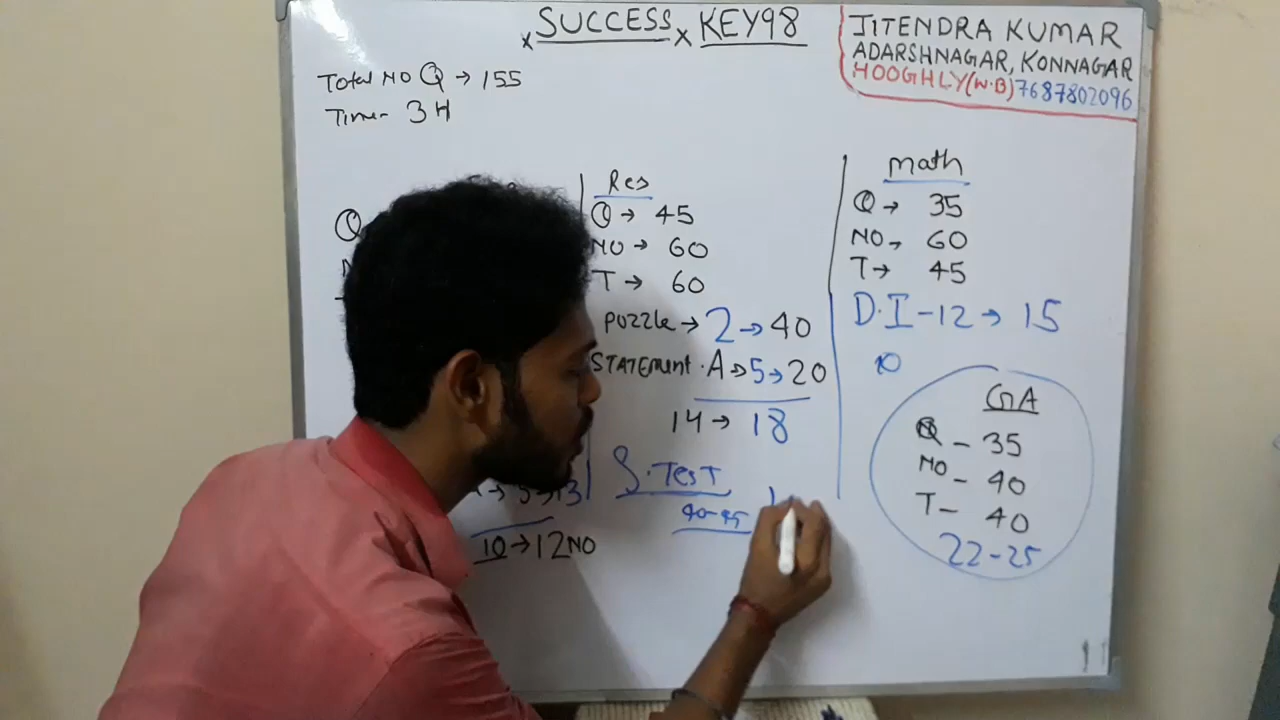 SUCCESS KEY98
JITENDRA KUMAR
ADARSHNAGAR, KONNAGAR
HOOGHLY(W.B) 7687802096
Total NO Q → 155
Time- 3 H
Q
10 → 12 NO
Res
Q → 45
NO → 60
T → 60
PUZZLE → 2 → 40
STATEMENT . A → 5 → 20
14 → 18
S. TesT
40-45
math
Q → 35
NO → 60
T → 45
D.I - 12 → 15
10
GA
Q - 35
NO - 40
T - 40
22-25